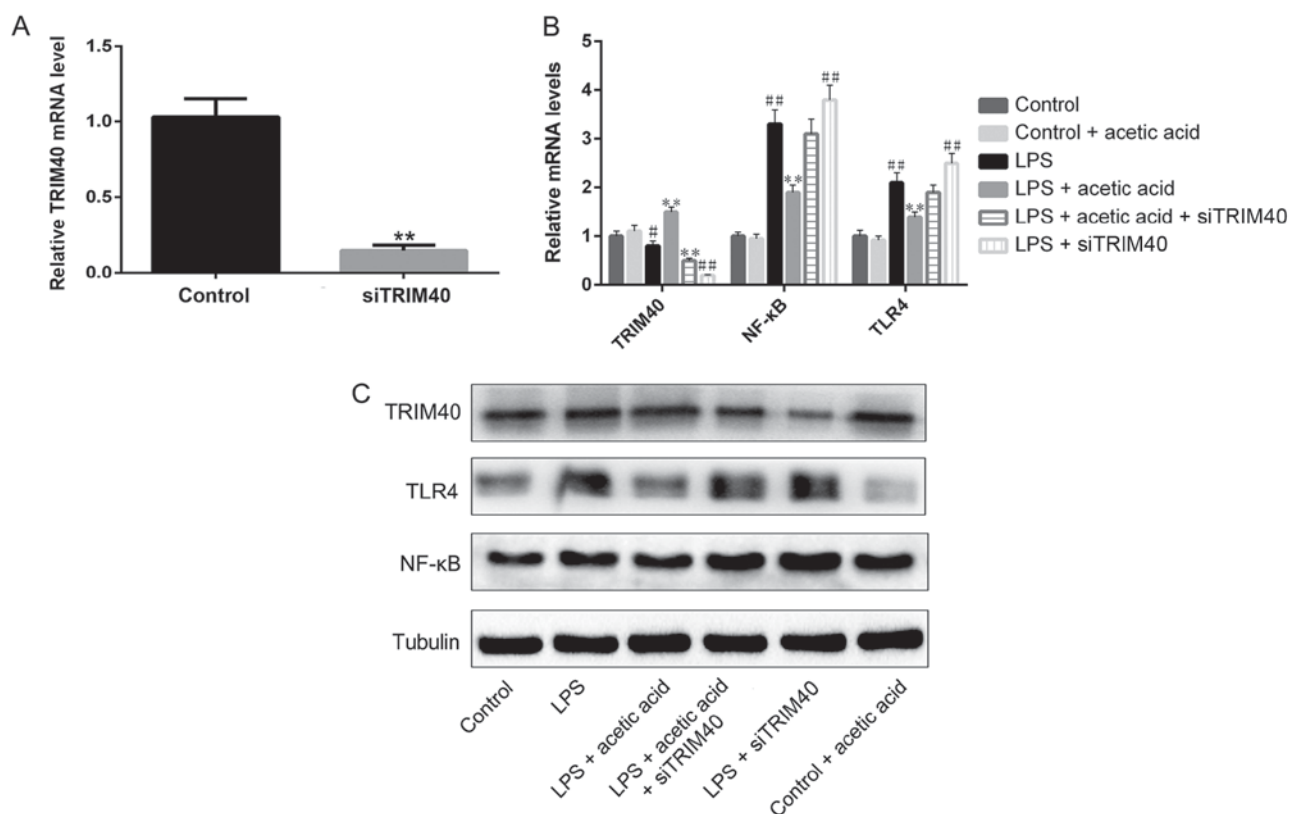 A
Relative TRIM40 mRNA level
1.5
1.0
0.5
0.0
**
Control
siTRIM40
B
Relative mRNA levels
5
4
3
2
1
0
#
**
**
##
##
**
##
##
**
##
TRIM40
NF-κB
TLR4
Control
Control + acetic acid
LPS
LPS + acetic acid
LPS + acetic acid + siTRIM40
LPS + siTRIM40
C
TRIM40
TLR4
NF-κB
Tubulin
Control
LPS
LPS + acetic acid
LPS + acetic acid
+ siTRIM40
LPS + siTRIM40
Control + acetic acid